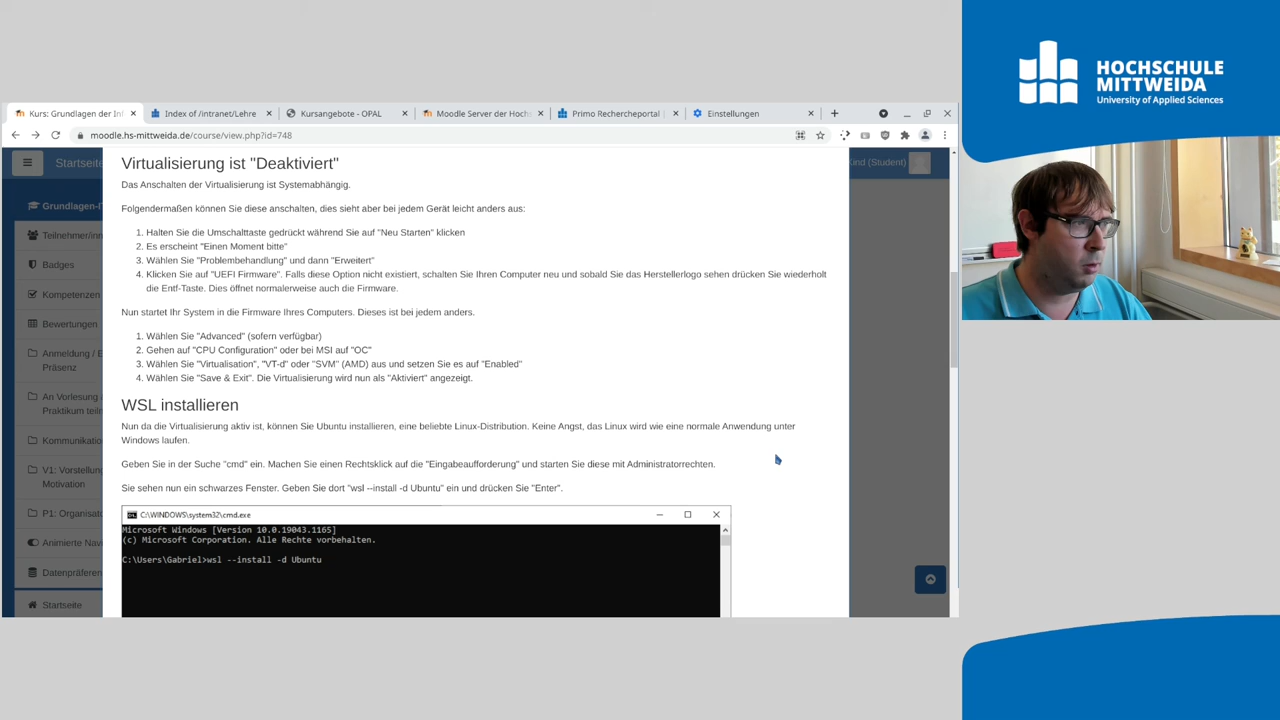 HOCHSCHULE
MITTWEIDA
University of Applied Sciences
Kurs: Grundlagen der Inf
Index of /intranet/Lehre
Kursangebote - OPAL
Moodle Server der Hochs
Primo Rechercheportal
Einstellungen
moodle.hs-mittweida.de/course/view.php?id=748
Startseite
Kind (Student)
Grundlagen-I
Teilnehmer/inn
Badges
Kompetenzen
Bewertungen
Anmeldung / E
Präsenz
An Vorlesung
Praktikum teiln
Kommunikatio
V1: Vorstellun
Motivation
P1: Organisat
Animierte Nav
Datenpräferen
Startseite
Virtualisierung ist "Deaktiviert"
Das Anschalten der Virtualisierung ist Systemabhängig.
Folgendermaßen können Sie diese anschalten, dies sieht aber bei jedem Gerät leicht anders aus:
1. Halten Sie die Umschalttaste gedrückt während Sie auf "Neu Starten" klicken
2. Es erscheint "Einen Moment bitte"
3. Wählen Sie "Problembehandlung" und dann "Erweitert"
4. Klicken Sie auf "UEFI Firmware". Falls diese Option nicht existiert, schalten Sie Ihren Computer neu und sobald Sie das Herstellerlogo sehen drücken Sie wiederholt
die Entf-Taste. Dies öffnet normalerweise auch die Firmware.
Nun startet Ihr System in die Firmware Ihres Computers. Dieses ist bei jedem anders.
1. Wählen Sie "Advanced" (sofern verfügbar)
2. Gehen auf "CPU Configuration" oder bei MSI auf "OC"
3. Wählen Sie "Virtualisation", "VT-d" oder "SVM" (AMD) aus und setzen Sie es auf "Enabled"
4. Wählen Sie "Save & Exit". Die Virtualisierung wird nun als "Aktiviert" angezeigt.
WSL installieren
Nun da die Virtualisierung aktiv ist, können Sie Ubuntu installieren, eine beliebte Linux-Distribution. Keine Angst, das Linux wird wie eine normale Anwendung unter
Windows laufen.
Geben Sie in der Suche "cmd" ein. Machen Sie einen Rechtsklick auf die "Eingabeaufforderung" und starten Sie diese mit Administratorrechten.
Sie sehen nun ein schwarzes Fenster. Geben Sie dort "wsl --install -d Ubuntu" ein und drücken Sie "Enter".
C:\WINDOWS\system32\cmd.exe
Microsoft Windows [Version 10.0.19043.1165]
(c) Microsoft Corporation. Alle Rechte vorbehalten.
C:\Users\Gabriel>wsl --install -d Ubuntu